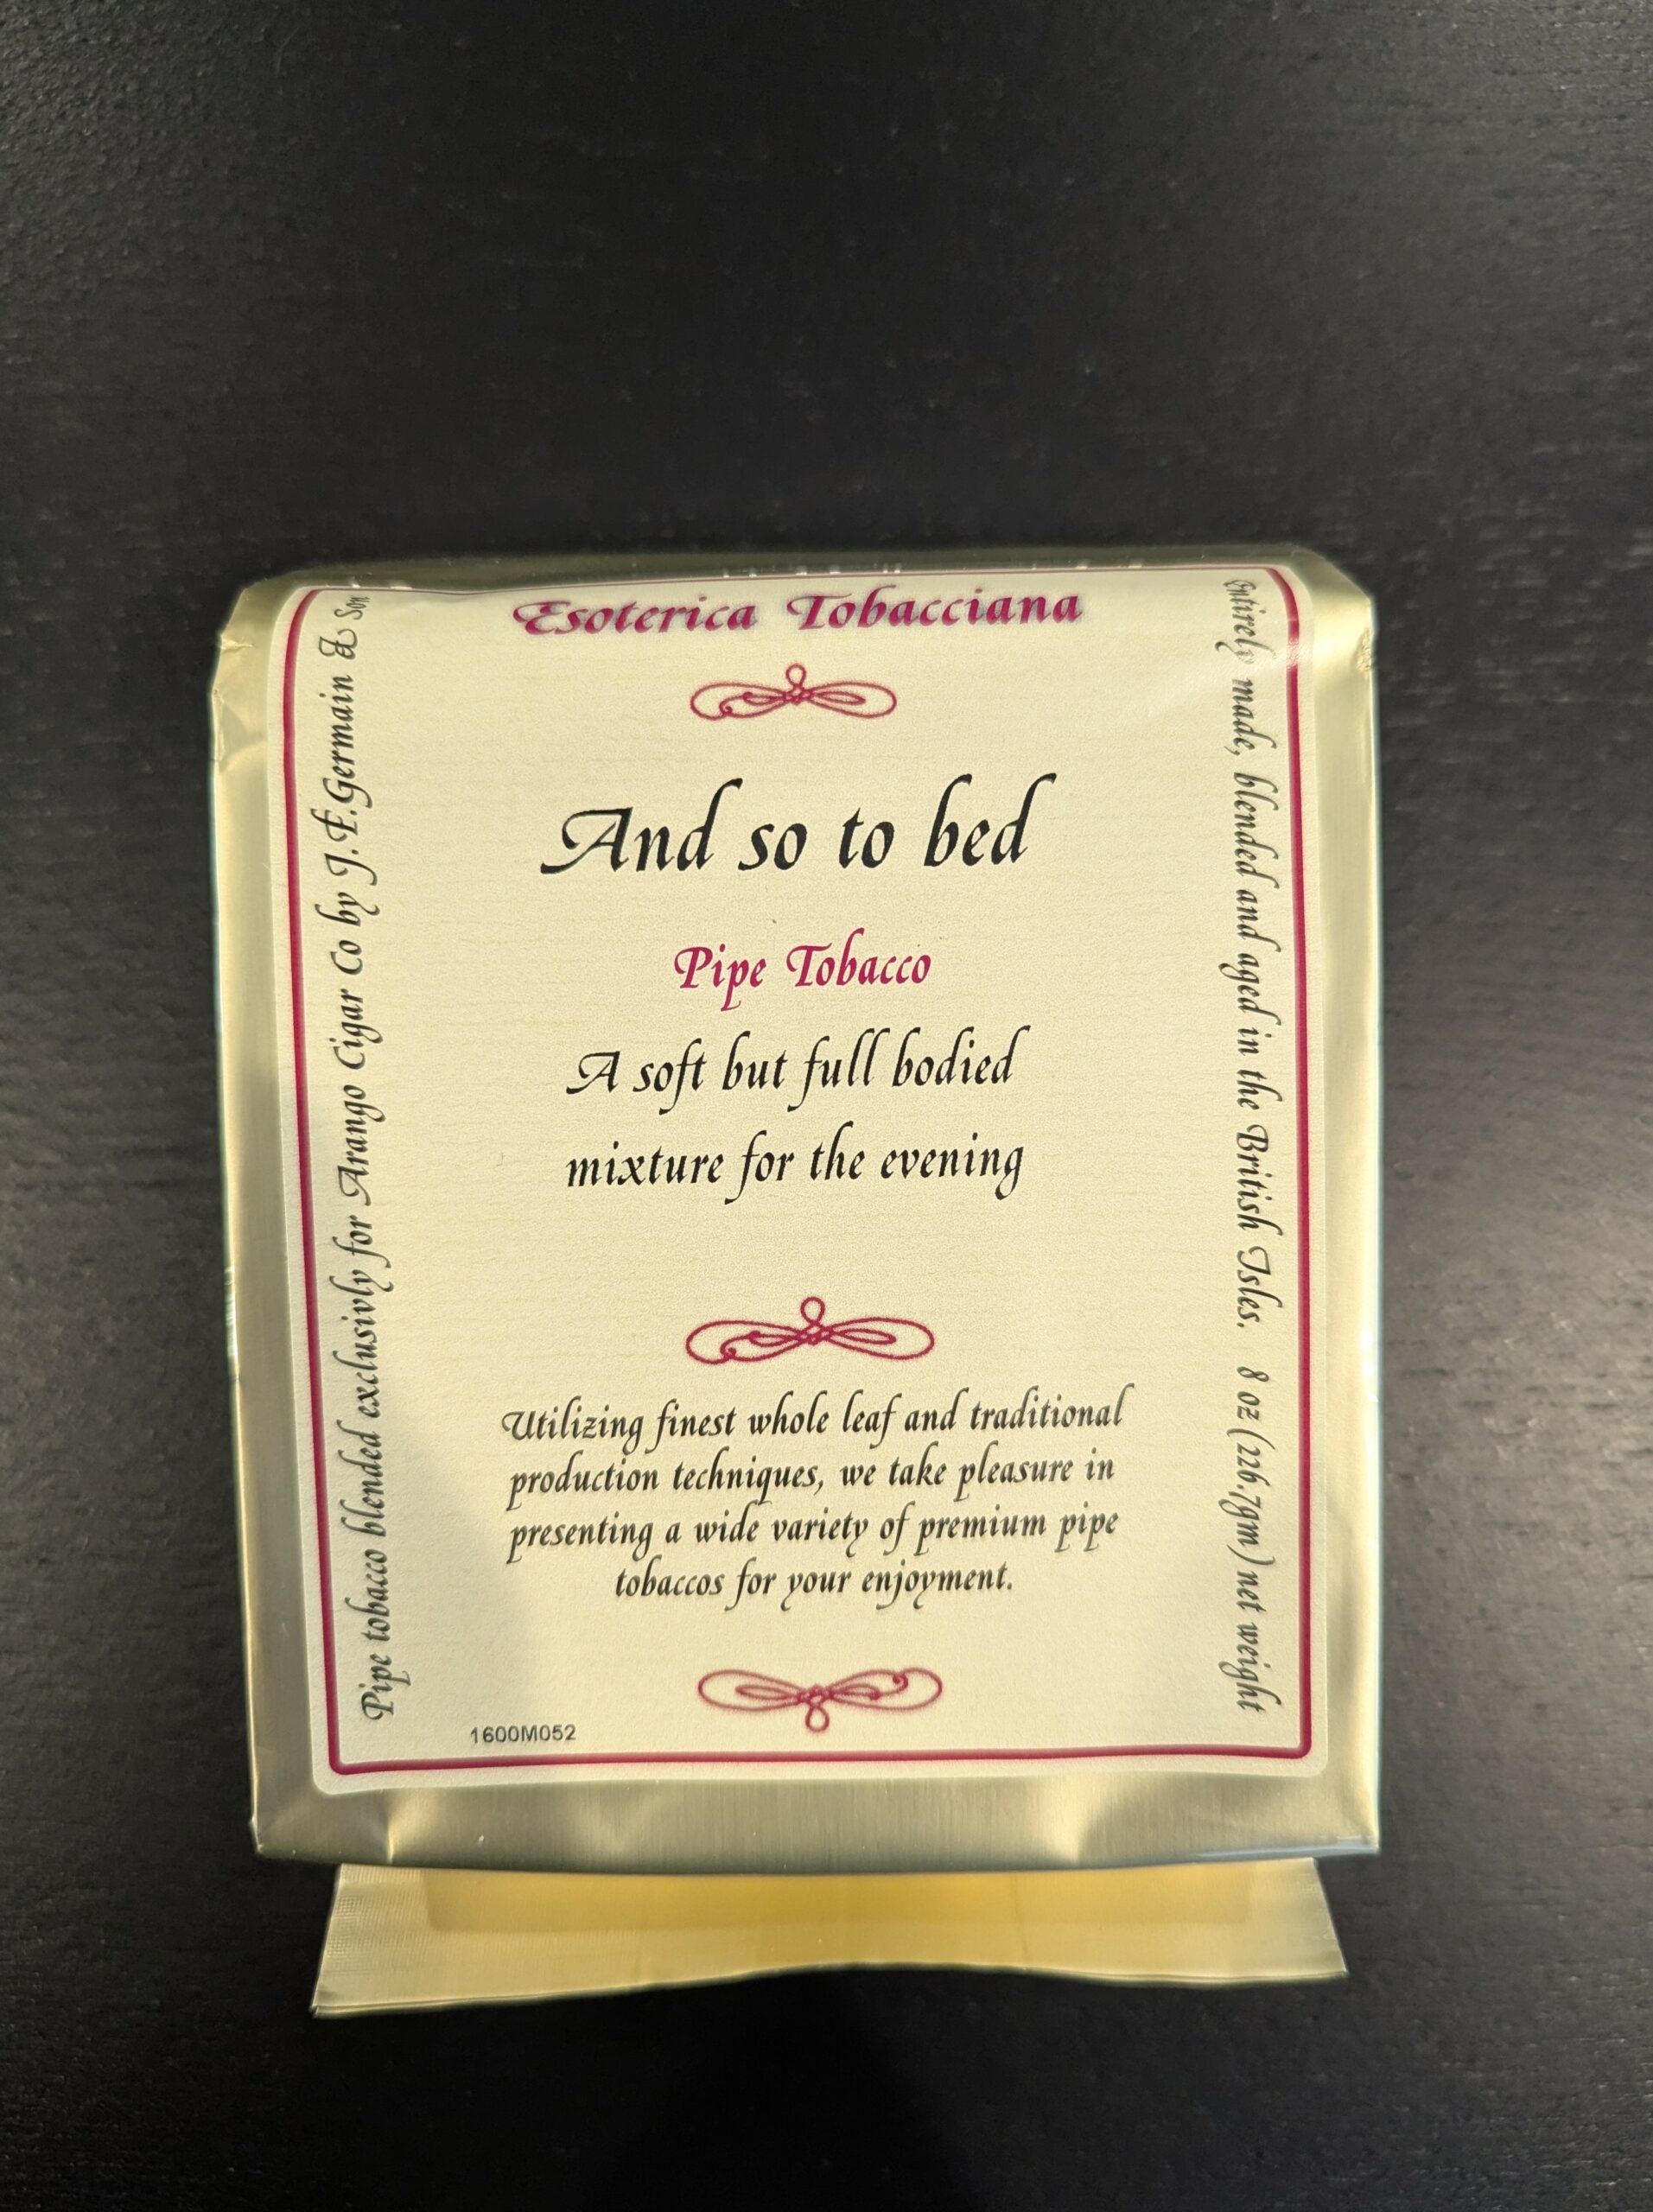 Esoterica Tobacciana
And so to bed
Pipe Tobacco
A soft but full bodied
mixture for the evening
Utilizing finest whole leaf and traditional
production techniques, we take pleasure in
presenting a wide variety of premium pipe
tobaccos for your enjoyment.
1600M052
Pipe tobacco blended exclusivly for Arango Cigar Co by J.F.Germain & Son
Entirely made, blended and aged in the British Isles. 8 oz (226.7gm) net weight